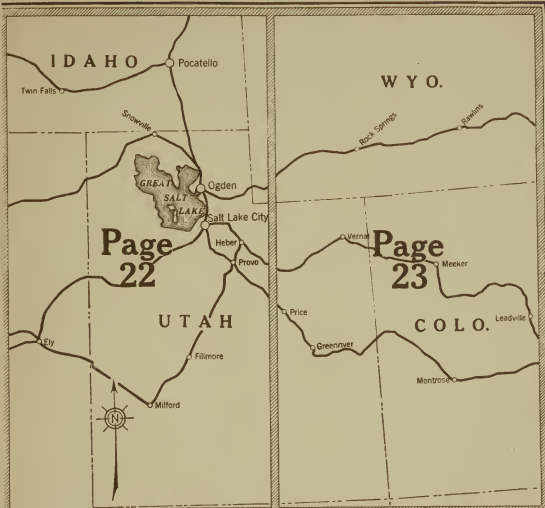 IDAHO
Pocatello
Twin Falls
Snowville
GREAT
SALT
LAKE
Ogden
Salt Lake City
Page
22
Heber
Provo
UTAH
Ely
Fillmore
Milford
N
WYO.
Rock Springs
Rawlins
Vernal
Page
23
Meeker
Price
Greenriver
COLO.
Leadville
Montrose